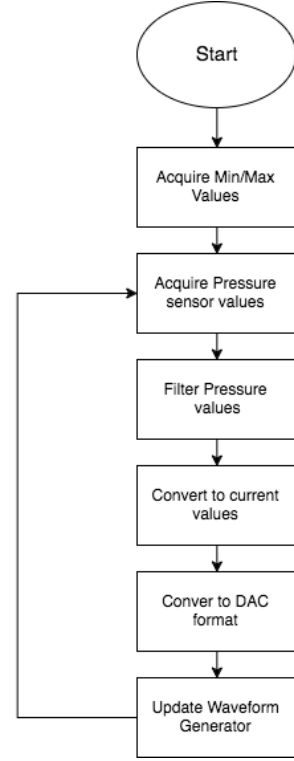 Start
Acquire Min/Max
Values
Acquire Pressure
sensor values
Filter Pressure
values
Convert to current
values
Conver to DAC
format
Update Waveform
Generator